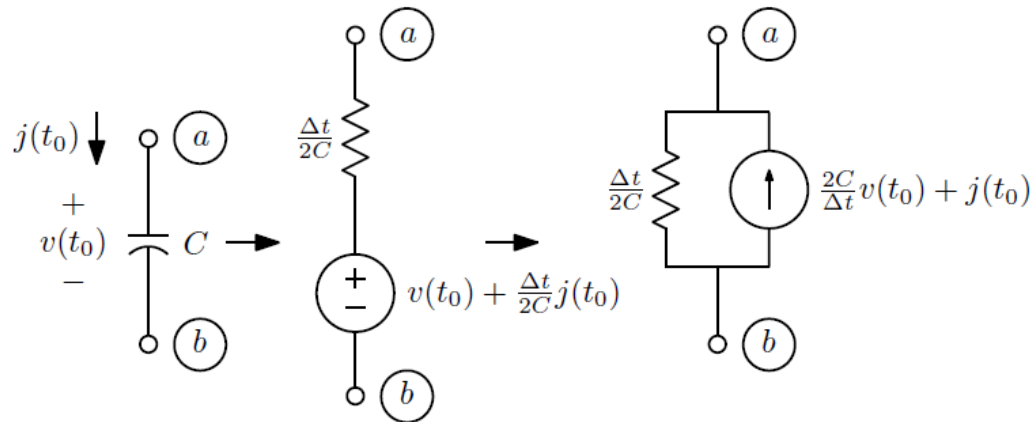 j(t₀)
a
+
v(t₀)
−
C
b
a
Δt/2C
+
−
v(t₀) + Δt/2C j(t₀)
b
a
Δt/2C
2C/Δt v(t₀) + j(t₀)
b